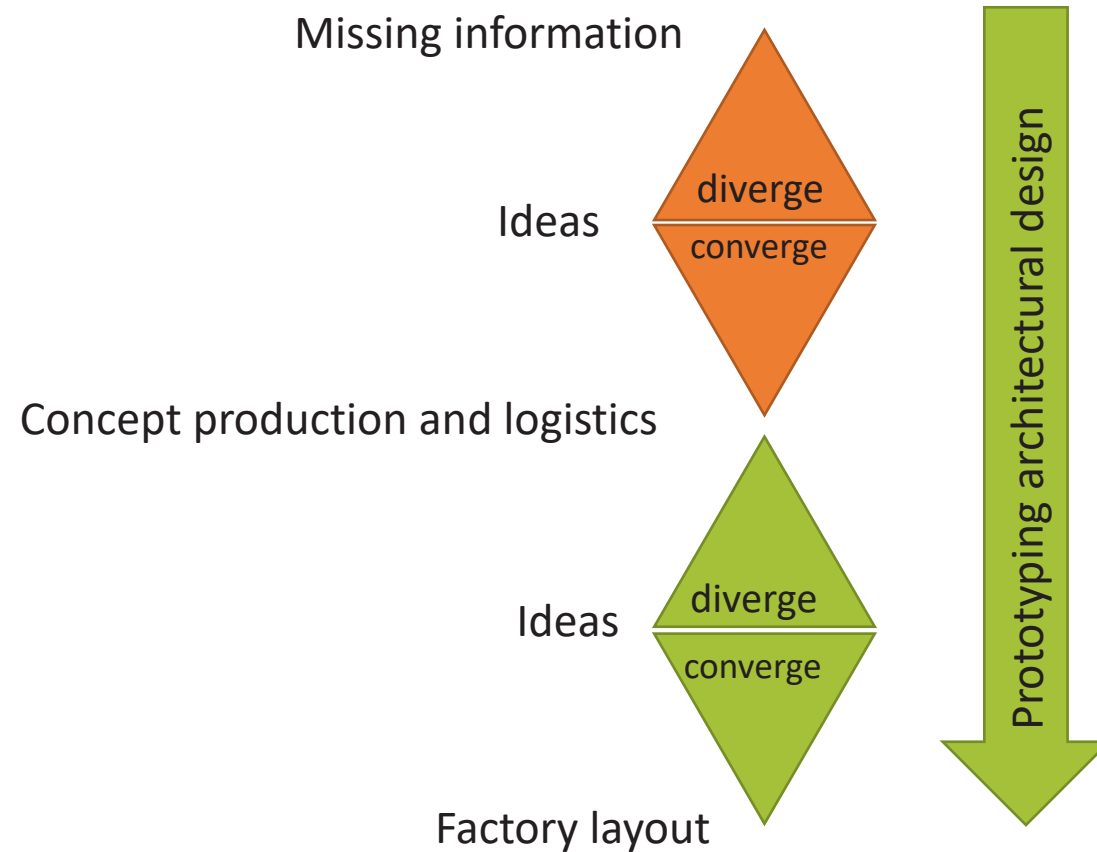 Missing information
diverge
Ideas
converge
Concept production and logistics
diverge
Ideas
converge
Factory layout
Prototyping architectural design